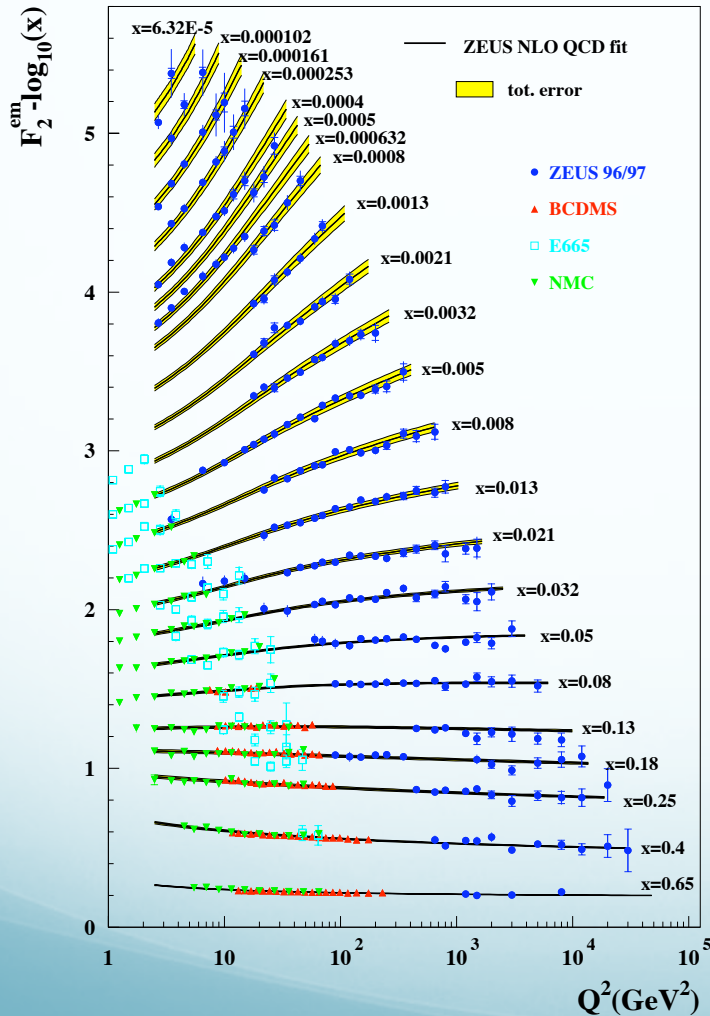 F₂ᵉᵐ-log₁₀(x)
x=6.32E-5
x=0.000102
x=0.000161
x=0.000253
x=0.0004
x=0.0005
x=0.000632
x=0.0008
x=0.0013
x=0.0021
x=0.0032
x=0.005
x=0.008
x=0.013
x=0.021
x=0.032
x=0.05
x=0.08
x=0.13
x=0.18
x=0.25
x=0.4
x=0.65
ZEUS NLO QCD fit
tot. error
ZEUS 96/97
BCDMS
E665
NMC
5
4
3
2
1
0
1
10
10²
10³
10⁴
10⁵
Q²(GeV²)